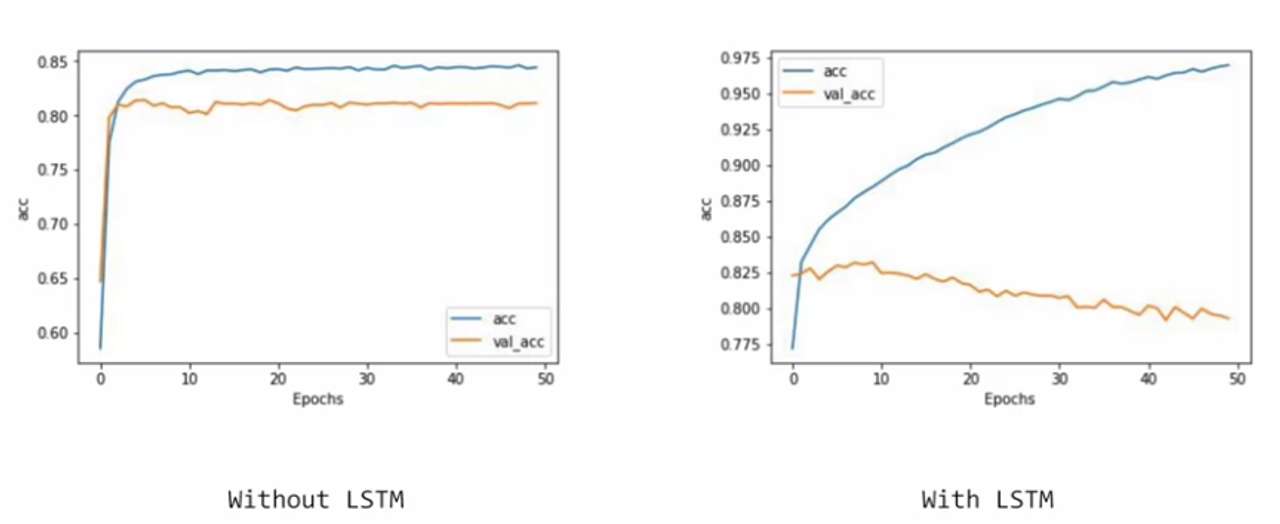 0.85
0.80
0.75
0.70
0.65
0.60
acc
acc
val_acc
0 10 20 30 40 50
Epochs
Without LSTM
0.975
0.950
0.925
0.900
0.875
0.850
0.825
0.800
0.775
acc
acc
val_acc
0 10 20 30 40 50
Epochs
With LSTM